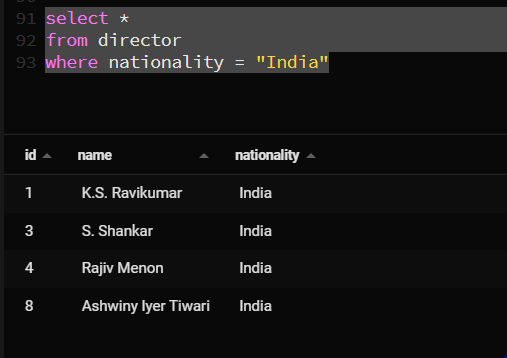 91 select *
92 from director
93 where nationality = "India"
id name nationality
1 K.S. Ravikumar India
3 S. Shankar India
4 Rajiv Menon India
8 Ashwiny Iyer Tiwari India